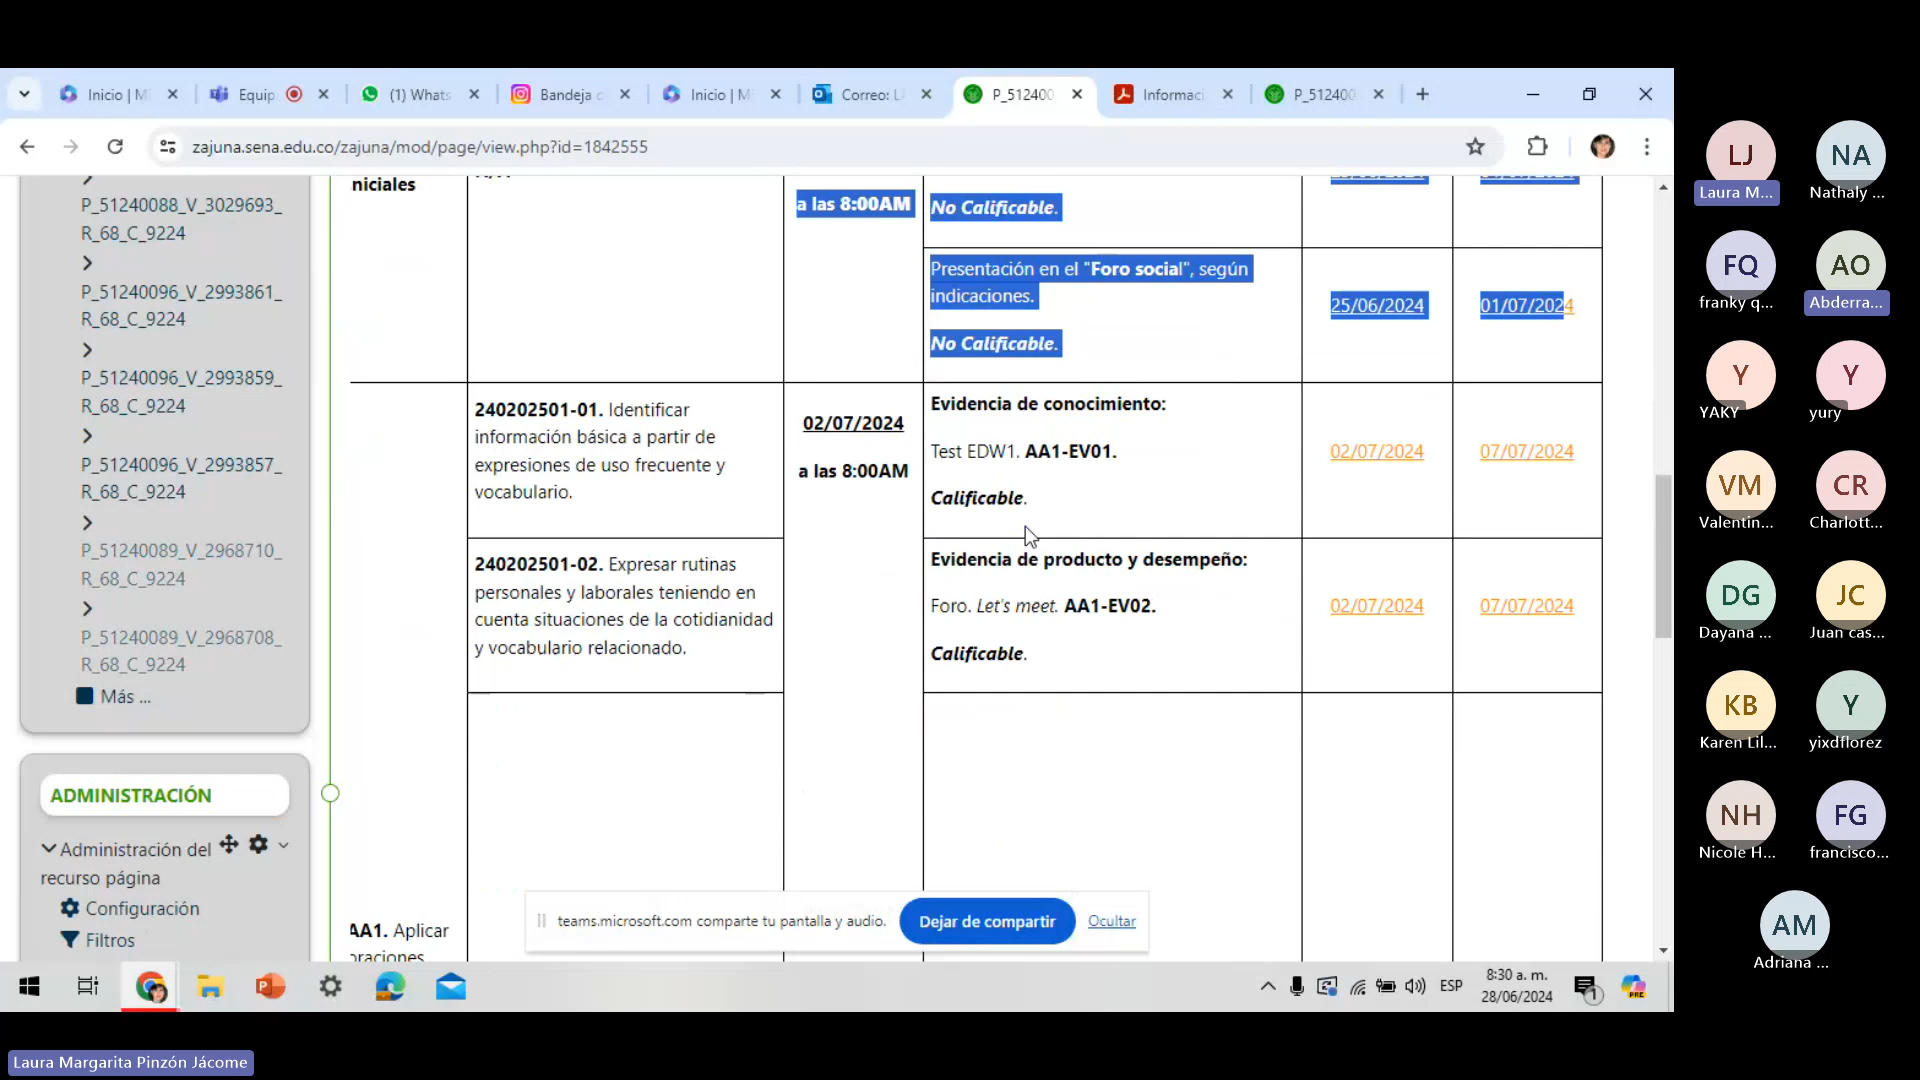 Inicio | M
Equip
(1) Whats
Bandeja
Inicio | M
Correo: L
P_512400
Informac
P_512400
zajuna.sena.edu.co/zajuna/mod/page/view.php?id=1842555
P_51240088_V_3029693_
R_68_C_9224
P_51240096_V_2993861_
R_68_C_9224
P_51240096_V_2993859_
R_68_C_9224
P_51240096_V_2993857_
R_68_C_9224
P_51240089_V_2968710_
R_68_C_9224
P_51240089_V_2968708_
R_68_C_9224
Más ...
ADMINISTRACIÓN
Administración del
recurso página
Configuración
Filtros
niciales
a las 8:00AM
No Calificable.
Presentación en el "Foro social", según
indicaciones.
No Calificable.
25/06/2024
01/07/2024
240202501-01. Identificar
información básica a partir de
expresiones de uso frecuente y
vocabulario.
02/07/2024
a las 8:00AM
Evidencia de conocimiento:
Test EDW1. AA1-EV01.
Calificable.
02/07/2024
07/07/2024
240202501-02. Expresar rutinas
personales y laborales teniendo en
cuenta situaciones de la cotidianidad
y vocabulario relacionado.
Evidencia de producto y desempeño:
Foro. Let's meet. AA1-EV02.
Calificable.
02/07/2024
07/07/2024
AA1. Aplicar
teams.microsoft.com comparte tu pantalla y audio.
Dejar de compartir
Ocultar
ESP
8:30 a. m.
28/06/2024
1
PRE
LJ
Laura M...
NA
Nathaly ...
FQ
franky q...
AO
Abderra...
Y
YAKY
Y
yury
VM
Valentin...
CR
Charlott...
DG
Dayana ...
JC
Juan cas...
KB
Karen Lil...
Y
yixdflorez
NH
Nicole H...
FG
francisco...
AM
Adriana ...
Laura Margarita Pinzón Jácome